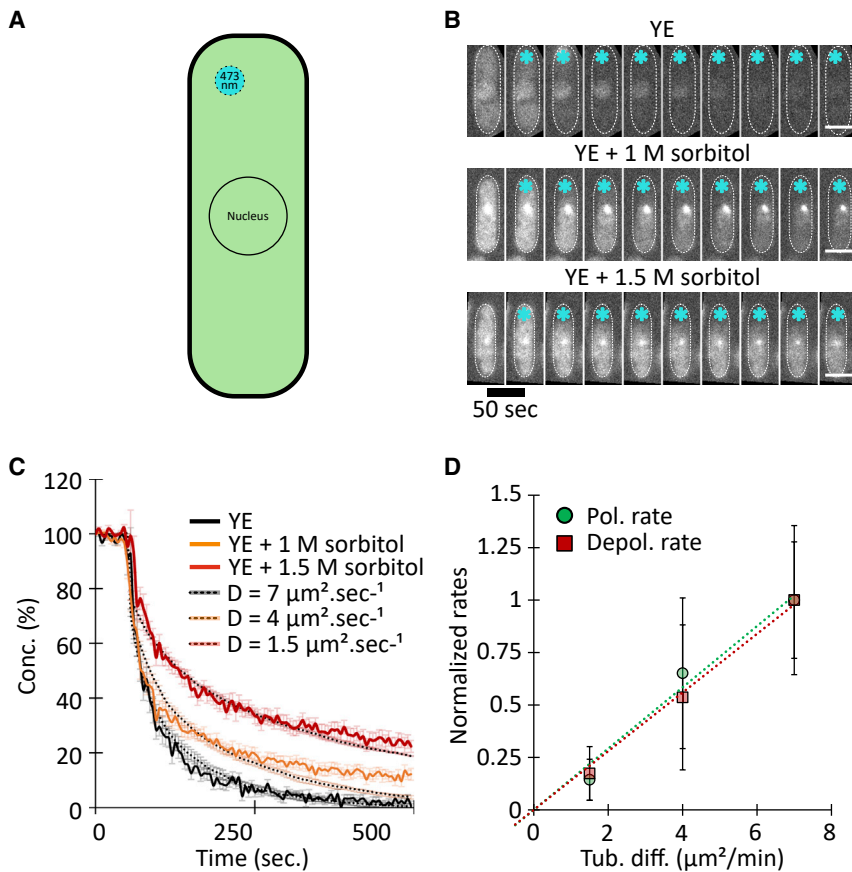 A
473
nm
Nucleus
B
YE
YE + 1 M sorbitol
YE + 1.5 M sorbitol
50 sec
C
120
100
80
60
40
20
0
Conc. (%)
0
250
500
Time (sec.)
YE
YE + 1 M sorbitol
YE + 1.5 M sorbitol
D = 7 µm².sec-¹
D = 4 µm².sec-¹
D = 1.5 µm².sec-¹
D
1.5
1.25
1
0.75
0.5
0.25
0
Normalized rates
Pol. rate
Depol. rate
0
2
4
6
8
Tub. diff. (µm²/min)